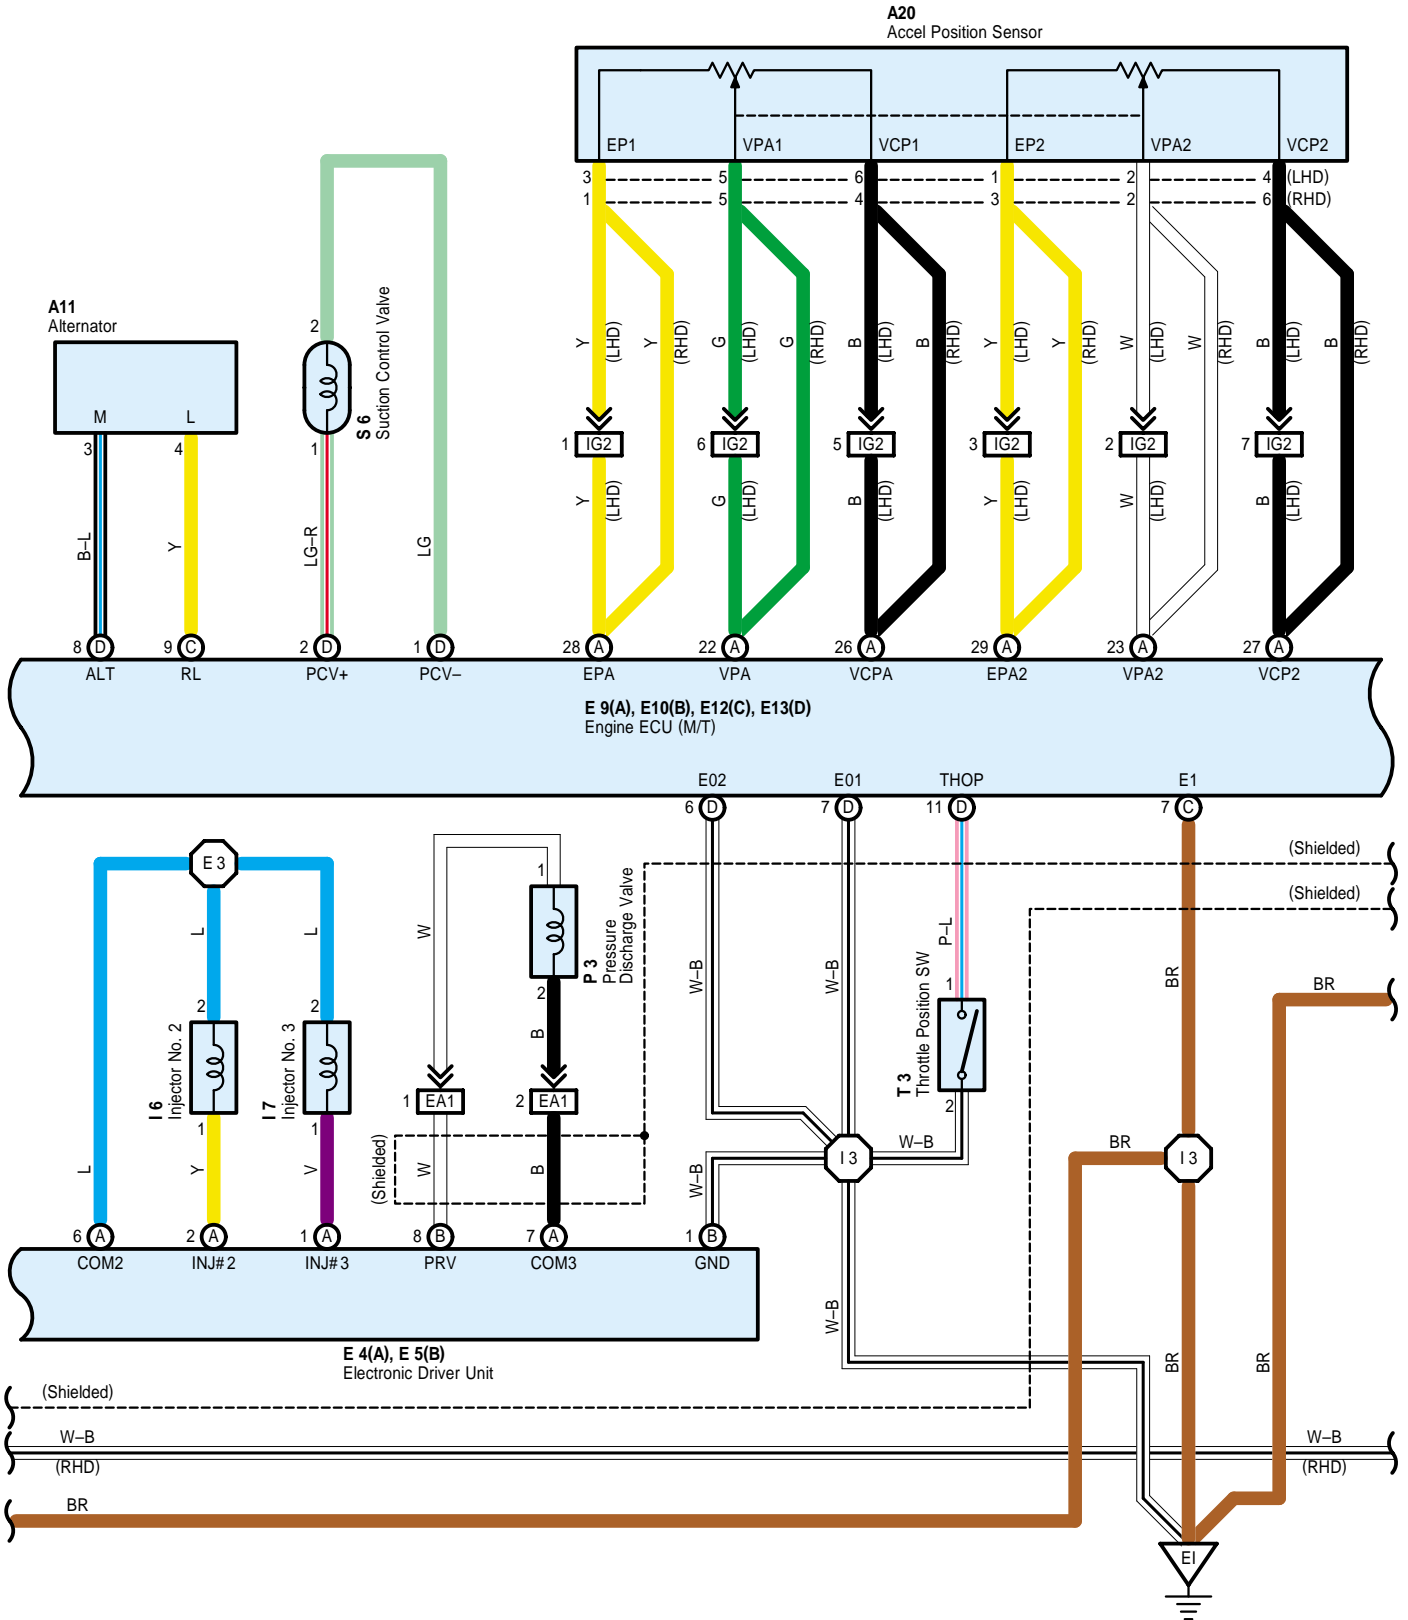 A20
Accel Position Sensor
EP1 VPA1 VCP1 EP2 VPA2 VCP2
3 5 6 1 2 4 (LHD)
1 5 4 3 2 6 (RHD)
A11
Alternator
M L
3 4
B–L
Y
2
S 6
Suction Control Valve
1
LG–R
LG
Y (LHD) Y (RHD) G (LHD) G (RHD) B (LHD) B (RHD) Y (LHD) Y (RHD) W (LHD) W (RHD) B (LHD) B (RHD)
1 IG2 6 IG2 5 IG2 3 IG2 2 IG2 7 IG2
Y (LHD) G (LHD) B (LHD) Y (LHD) W (LHD) B (LHD)
8 D 9 C 2 D 1 D 28 A 22 A 26 A 29 A 23 A 27 A
ALT RL PCV+ PCV– EPA VPA VCPA EPA2 VPA2 VCP2
E 9(A), E10(B), E12(C), E13(D)
Engine ECU (M/T)
E02 E01 THOP E1
6 D 7 D 11 D 7 C
(Shielded)
(Shielded)
E 3
L L
2 2
I 6
Injector No. 2
I 7
Injector No. 3
1 1
L Y V
W
1
P 3
Pressure
Discharge Valve
2
B
1 EA1 2 EA1
(Shielded)
W B
W–B W–B
P–L
1
T 3
Throttle Position SW
2
BR
BR
W–B
I 3
W–B
BR
I 3
6 A 2 A 1 A 8 B 7 A 1 B
COM2 INJ#2 INJ#3 PRV COM3 GND
E 4(A), E 5(B)
Electronic Driver Unit
W–B
BR
BR
(Shielded)
W–B
(RHD)
W–B
(RHD)
BR
EI